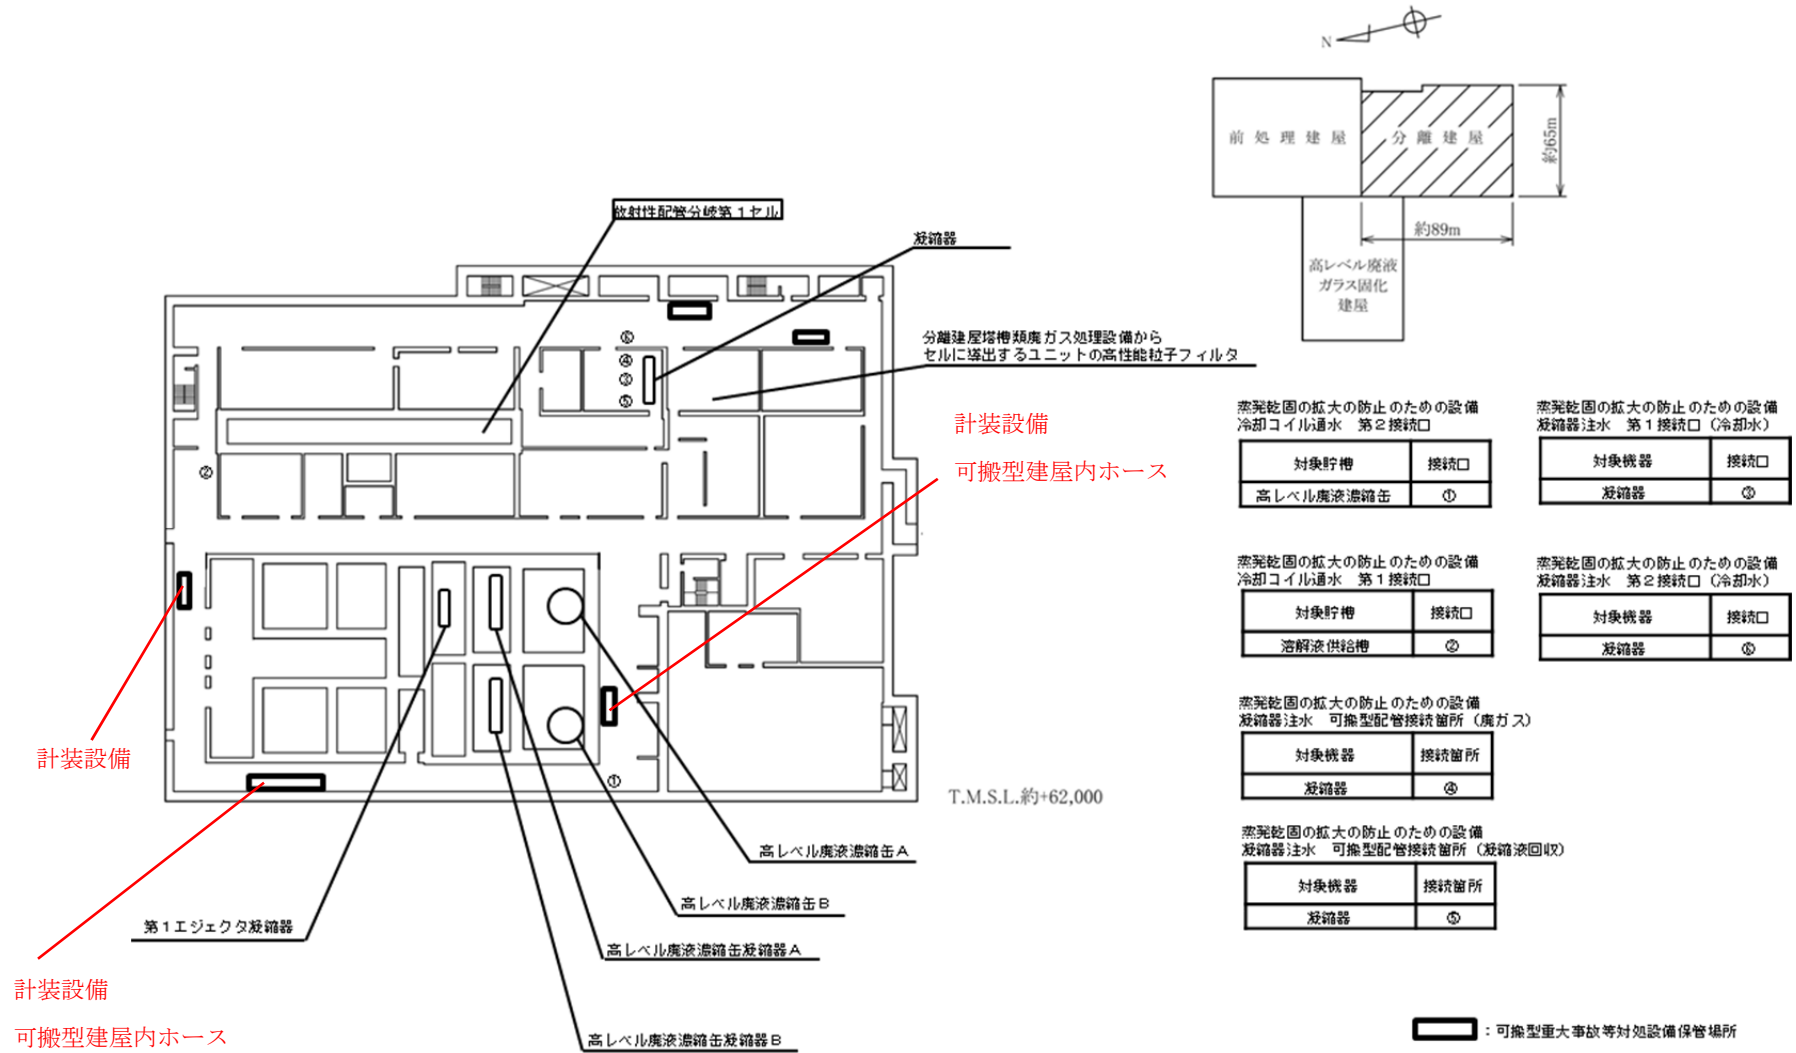 N
前処理建屋
分離建屋
約65m
約89m
高レベル廃液
ガラス固化
建屋
放射性配管分岐第1セル
凝縮器
分離建屋塔槽類廃ガス処理設備から
セルに導出するユニットの高性能粒子フィルタ
計装設備
可搬型建屋内ホース
⑥
④
③
⑤
②
①
計装設備
T.M.S.L.約+62,000
高レベル廃液濃縮缶A
高レベル廃液濃縮缶B
第1エジェクタ凝縮器
高レベル廃液濃縮缶凝縮器A
計装設備
可搬型建屋内ホース
高レベル廃液濃縮缶凝縮器B
蒸発乾固の拡大の防止のための設備
冷却コイル通水　第2接続口
対象貯槽　接続口
高レベル廃液濃縮缶　①
蒸発乾固の拡大の防止のための設備
凝縮器注水　第1接続口（冷却水）
対象機器　接続口
凝縮器　③
蒸発乾固の拡大の防止のための設備
冷却コイル通水　第1接続口
対象貯槽　接続口
溶解液供給槽　②
蒸発乾固の拡大の防止のための設備
凝縮器注水　第2接続口（冷却水）
対象機器　接続口
凝縮器　⑥
蒸発乾固の拡大の防止のための設備
凝縮器注水　可搬型配管接続箇所（廃ガス）
対象機器　接続箇所
凝縮器　④
蒸発乾固の拡大の防止のための設備
凝縮器注水　可搬型配管接続箇所（凝縮液回収）
対象機器　接続箇所
凝縮器　⑤
：可搬型重大事故等対処設備保管場所